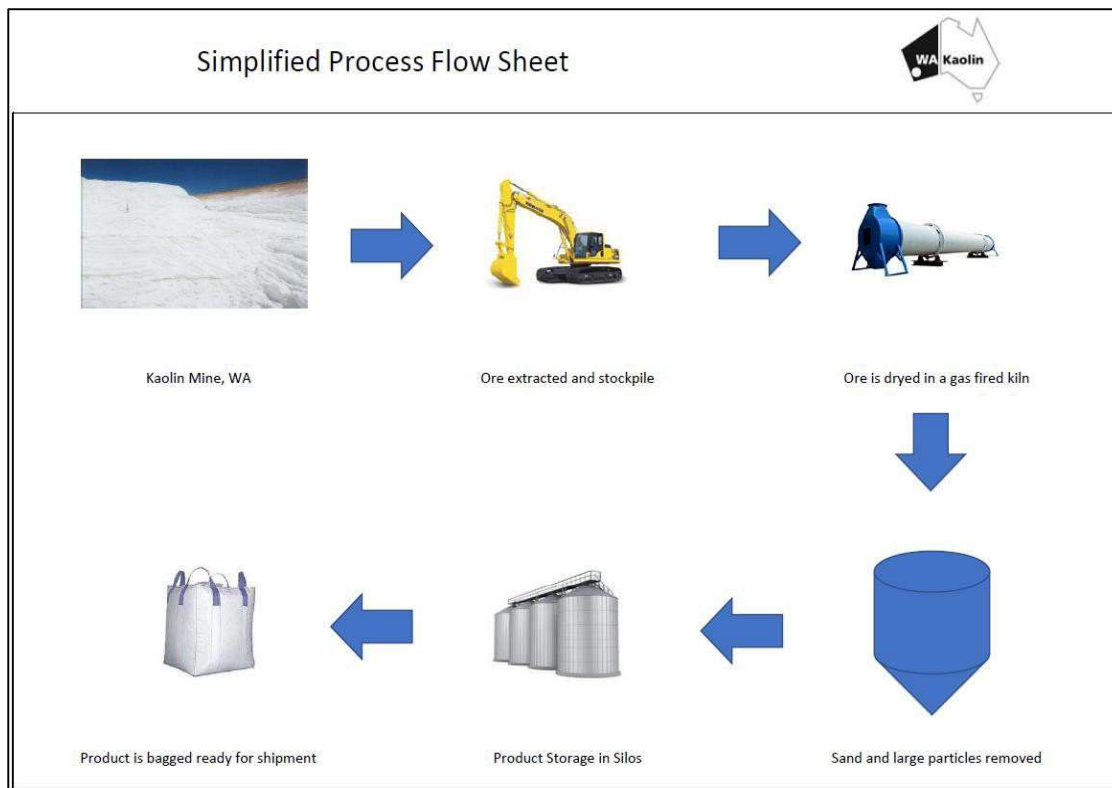 Simplified Process Flow Sheet
WA Kaolin
Kaolin Mine, WA
Ore extracted and stockpile
Ore is dryed in a gas fired kiln
Product is bagged ready for shipment
Product Storage in Silos
Sand and large particles removed